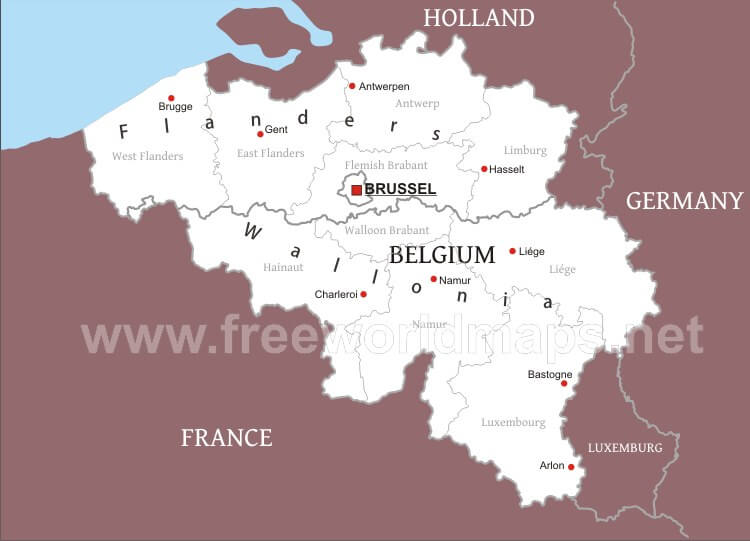 HOLLAND
Antwerpen
Brugge
Antwerp
Flanders
Gent
West Flanders
East Flanders
Limburg
Flemish Brabant
Hasselt
BRUSSEL
GERMANY
Walloon Brabant
Wallonia
BELGIUM
Liége
Hainaut
Liége
Namur
Charleroi
Namur
www.freeworldmaps.net
Bastogne
Luxembourg
FRANCE
LUXEMBURG
Arlon